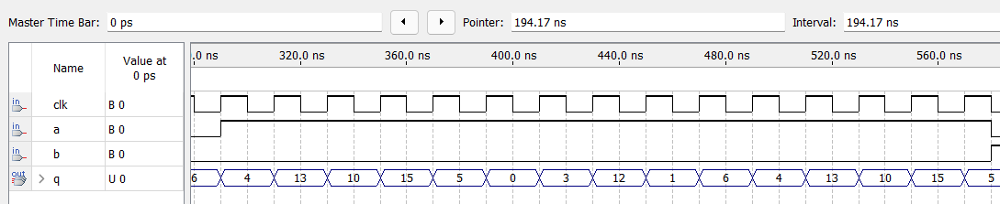 Master Time Bar: 0 ps Pointer: 194.17 ns Interval: 194.17 ns
Name Value at 0 ps .0 ns 320.0 ns 360.0 ns 400.0 ns 440.0 ns 480.0 ns 520.0 ns 560.0 ns
in clk B 0
in a B 0
in b B 0
out > q U 0 6 4 13 10 15 5 0 3 12 1 6 4 13 10 15 5